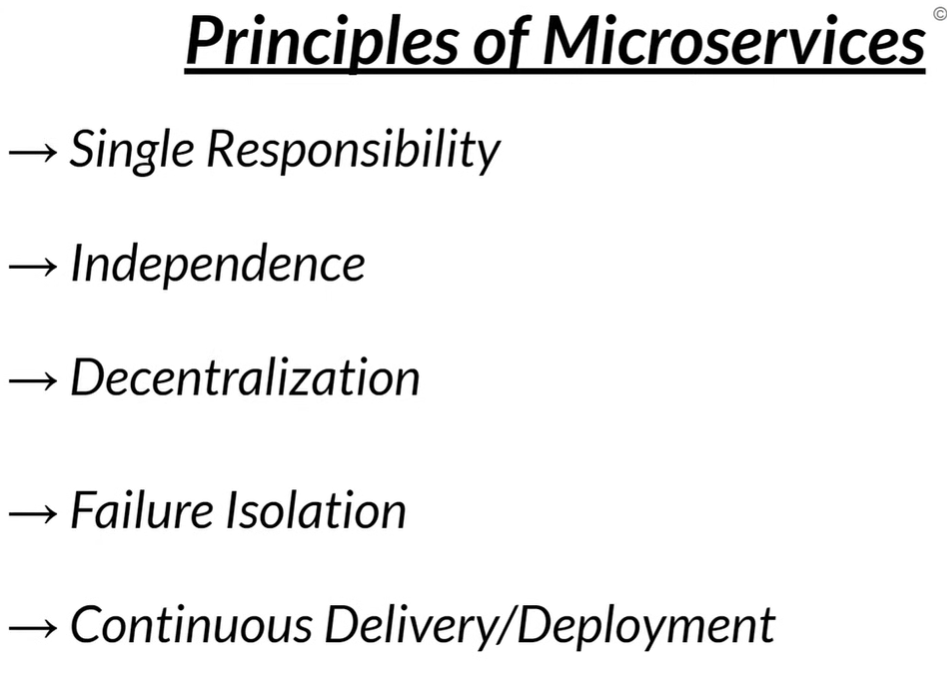 ©
Principles of Microservices
→ Single Responsibility
→ Independence
→ Decentralization
→ Failure Isolation
→ Continuous Delivery/Deployment